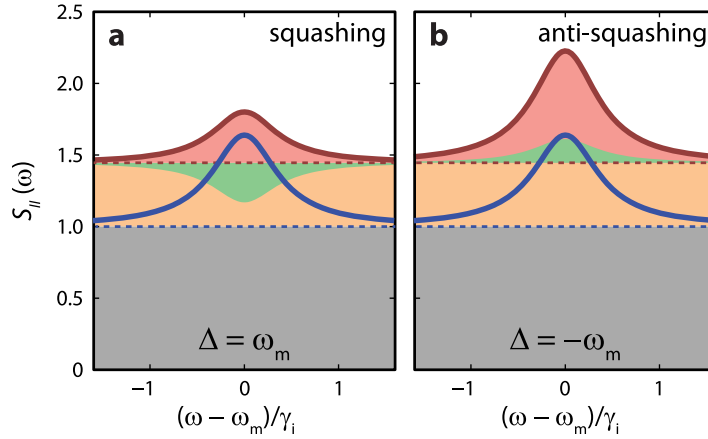 a squashing
b anti-squashing
2.5
2.0
1.5
1.0
0.5
0
S_II(ω)
Δ = ω_m
Δ = −ω_m
−1 0 1
−1 0 1
(ω − ω_m)/γ_i
(ω − ω_m)/γ_i